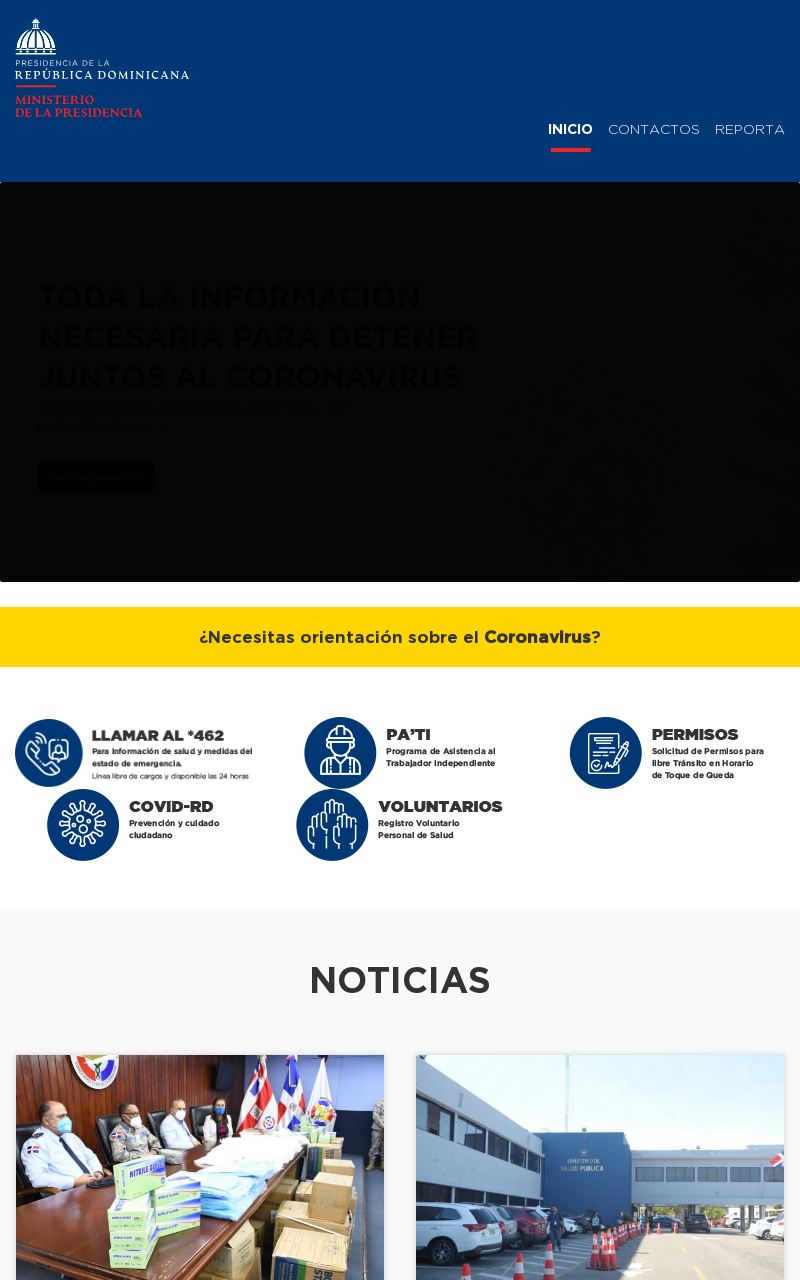 PRESIDENCIA DE LA
REPÚBLICA DOMINICANA
MINISTERIO
DE LA PRESIDENCIA
INICIO CONTACTOS REPORTA
TODA LA INFORMACIÓN
NECESARIA PARA DETENER
JUNTOS AL CORONAVIRUS
¿Necesitas orientación sobre el Coronavirus?
LLAMAR AL *462
Para información de salud y medidas del
estado de emergencia.
Línea libre de cargos y disponible las 24 horas
PA'TI
Programa de Asistencia al
Trabajador Independiente
PERMISOS
Solicitud de Permisos para
libre Tránsito en Horario
de Toque de Queda
COVID-RD
Prevención y cuidado
ciudadano
VOLUNTARIOS
Registro Voluntario
Personal de Salud
NOTICIAS
NITRILE GLOVES
MINISTERIO DE
SALUD PÚBLICA